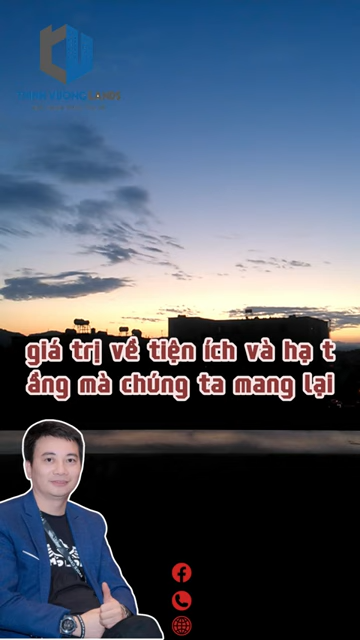 giá trị về tiện ích và hạ t
ầng mà chúng ta mang lại